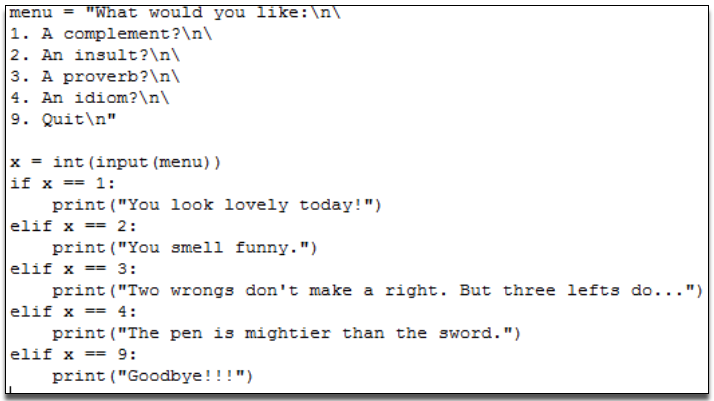 menu = "What would you like:\n\
1. A complement?\n\
2. An insult?\n\
3. A proverb?\n\
4. An idiom?\n\
9. Quit\n"
x = int(input(menu))
if x == 1:
    print("You look lovely today!")
elif x == 2:
    print("You smell funny.")
elif x == 3:
    print("Two wrongs don't make a right. But three lefts do...")
elif x == 4:
    print("The pen is mightier than the sword.")
elif x == 9:
    print("Goodbye!!!")